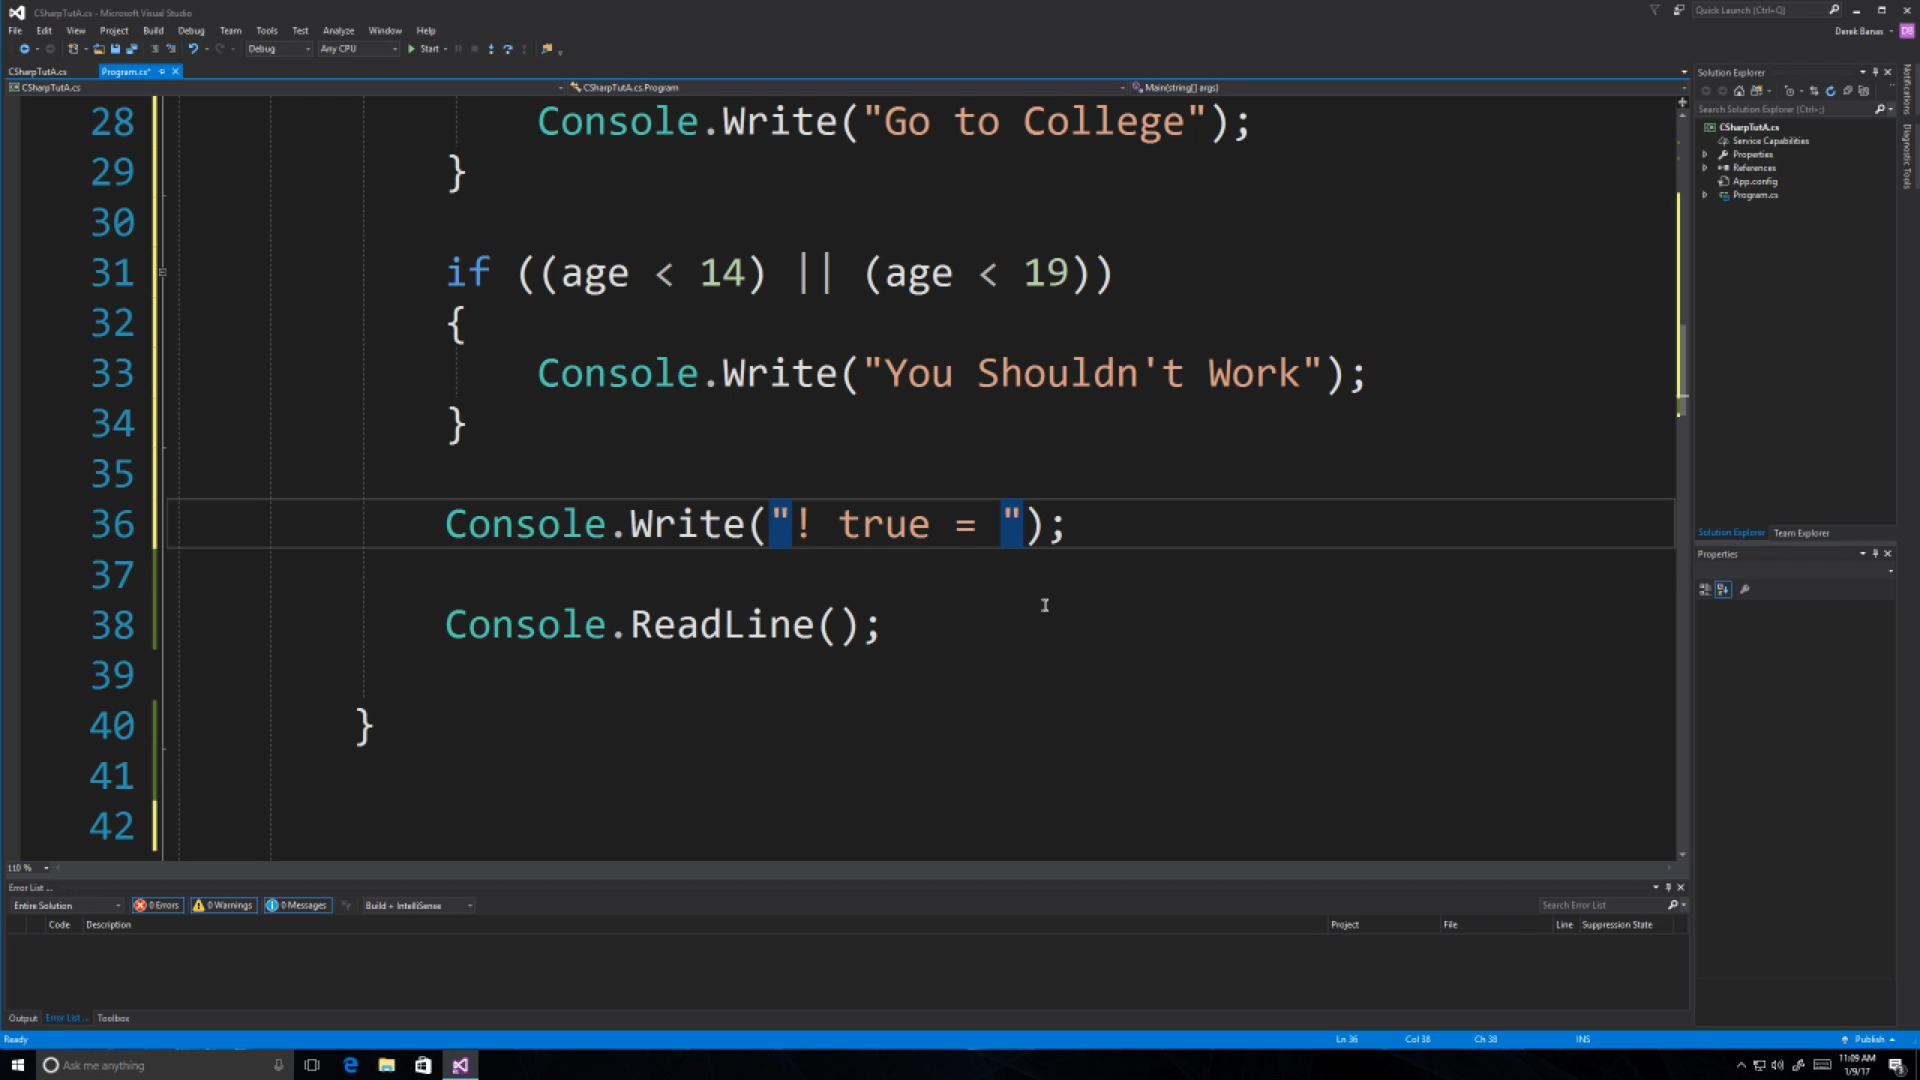 CSharpTutA.cs - Microsoft Visual Studio
Quick Launch (Ctrl+Q)
File Edit View Project Build Debug Team Tools Test Analyze Window Help
Derek Banas DB
Debug Any CPU Start
CSharpTutA.cs Program.cs*
CSharpTutA.cs CSharpTutA.cs.Program Main(string[] args)
28 Console.Write("Go to College");
29 }
30
31 if ((age < 14) || (age < 19))
32 {
33 Console.Write("You Shouldn't Work");
34 }
35
36 Console.Write("! true = ");
37
38 Console.ReadLine();
39
40 }
41
42
110 %
Solution Explorer
Search Solution Explorer (Ctrl+;)
CSharpTutA.cs
Service Capabilities
Properties
References
App.config
Program.cs
Solution Explorer Team Explorer
Properties
Notifications
Diagnostic Tools
Error List ...
Entire Solution 0 Errors 0 Warnings 0 Messages Build + IntelliSense Search Error List
Code Description Project File Line Suppression State
Output Error List ... Toolbox
Ready Ln 36 Col 38 Ch 38 INS Publish
Ask me anything
11:09 AM
1/9/17